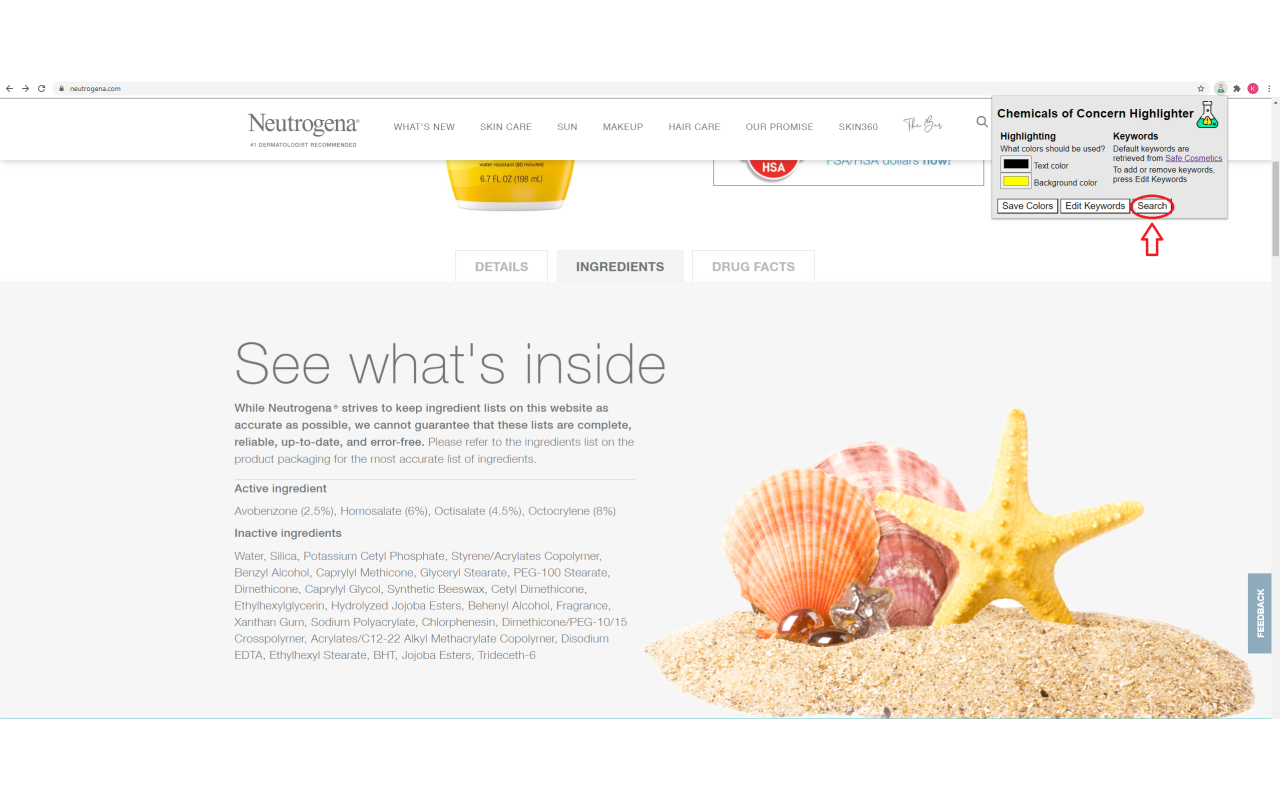 neutrogena.com
K
Chemicals of Concern Highlighter
Highlighting
What colors should be used?
Text color
Background color
Keywords
Default keywords are
retrieved from Safe Cosmetics
To add or remove keywords,
press Edit Keywords
Save Colors
Edit Keywords
Search
Neutrogena®
#1 DERMATOLOGIST RECOMMENDED
WHAT'S NEW
SKIN CARE
SUN
MAKEUP
HAIR CARE
OUR PROMISE
SKIN360
The Bar
water resistant (80 minutes)
6.7 FL OZ (198 mL)
HSA
FSA/HSA dollars now!
DETAILS
INGREDIENTS
DRUG FACTS
See what's inside
While Neutrogena® strives to keep ingredient lists on this website as
accurate as possible, we cannot guarantee that these lists are complete,
reliable, up-to-date, and error-free. Please refer to the ingredients list on the
product packaging for the most accurate list of ingredients.
Active ingredient
Avobenzone (2.5%), Homosalate (6%), Octisalate (4.5%), Octocrylene (8%)
Inactive ingredients
Water, Silica, Potassium Cetyl Phosphate, Styrene/Acrylates Copolymer,
Benzyl Alcohol, Caprylyl Methicone, Glyceryl Stearate, PEG-100 Stearate,
Dimethicone, Caprylyl Glycol, Synthetic Beeswax, Cetyl Dimethicone,
Ethylhexylglycerin, Hydrolyzed Jojoba Esters, Behenyl Alcohol, Fragrance,
Xanthan Gum, Sodium Polyacrylate, Chlorphenesin, Dimethicone/PEG-10/15
Crosspolymer, Acrylates/C12-22 Alkyl Methacrylate Copolymer, Disodium
EDTA, Ethylhexyl Stearate, BHT, Jojoba Esters, Trideceth-6
FEEDBACK